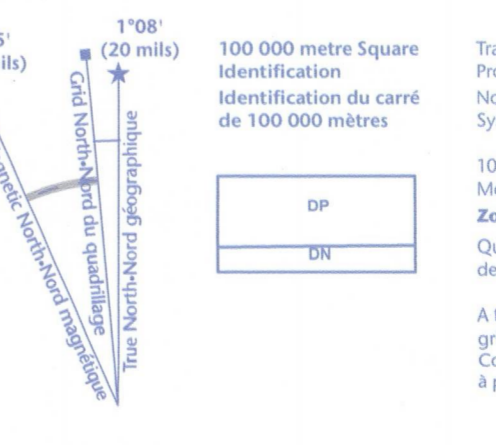 1°08'
(20 mils)
Grid North•Nord du quadrillage
True North•Nord géographique
North•Nord magnétique
100 000 metre Square
Identification
Identification du carré
de 100 000 mètres
DP
DN